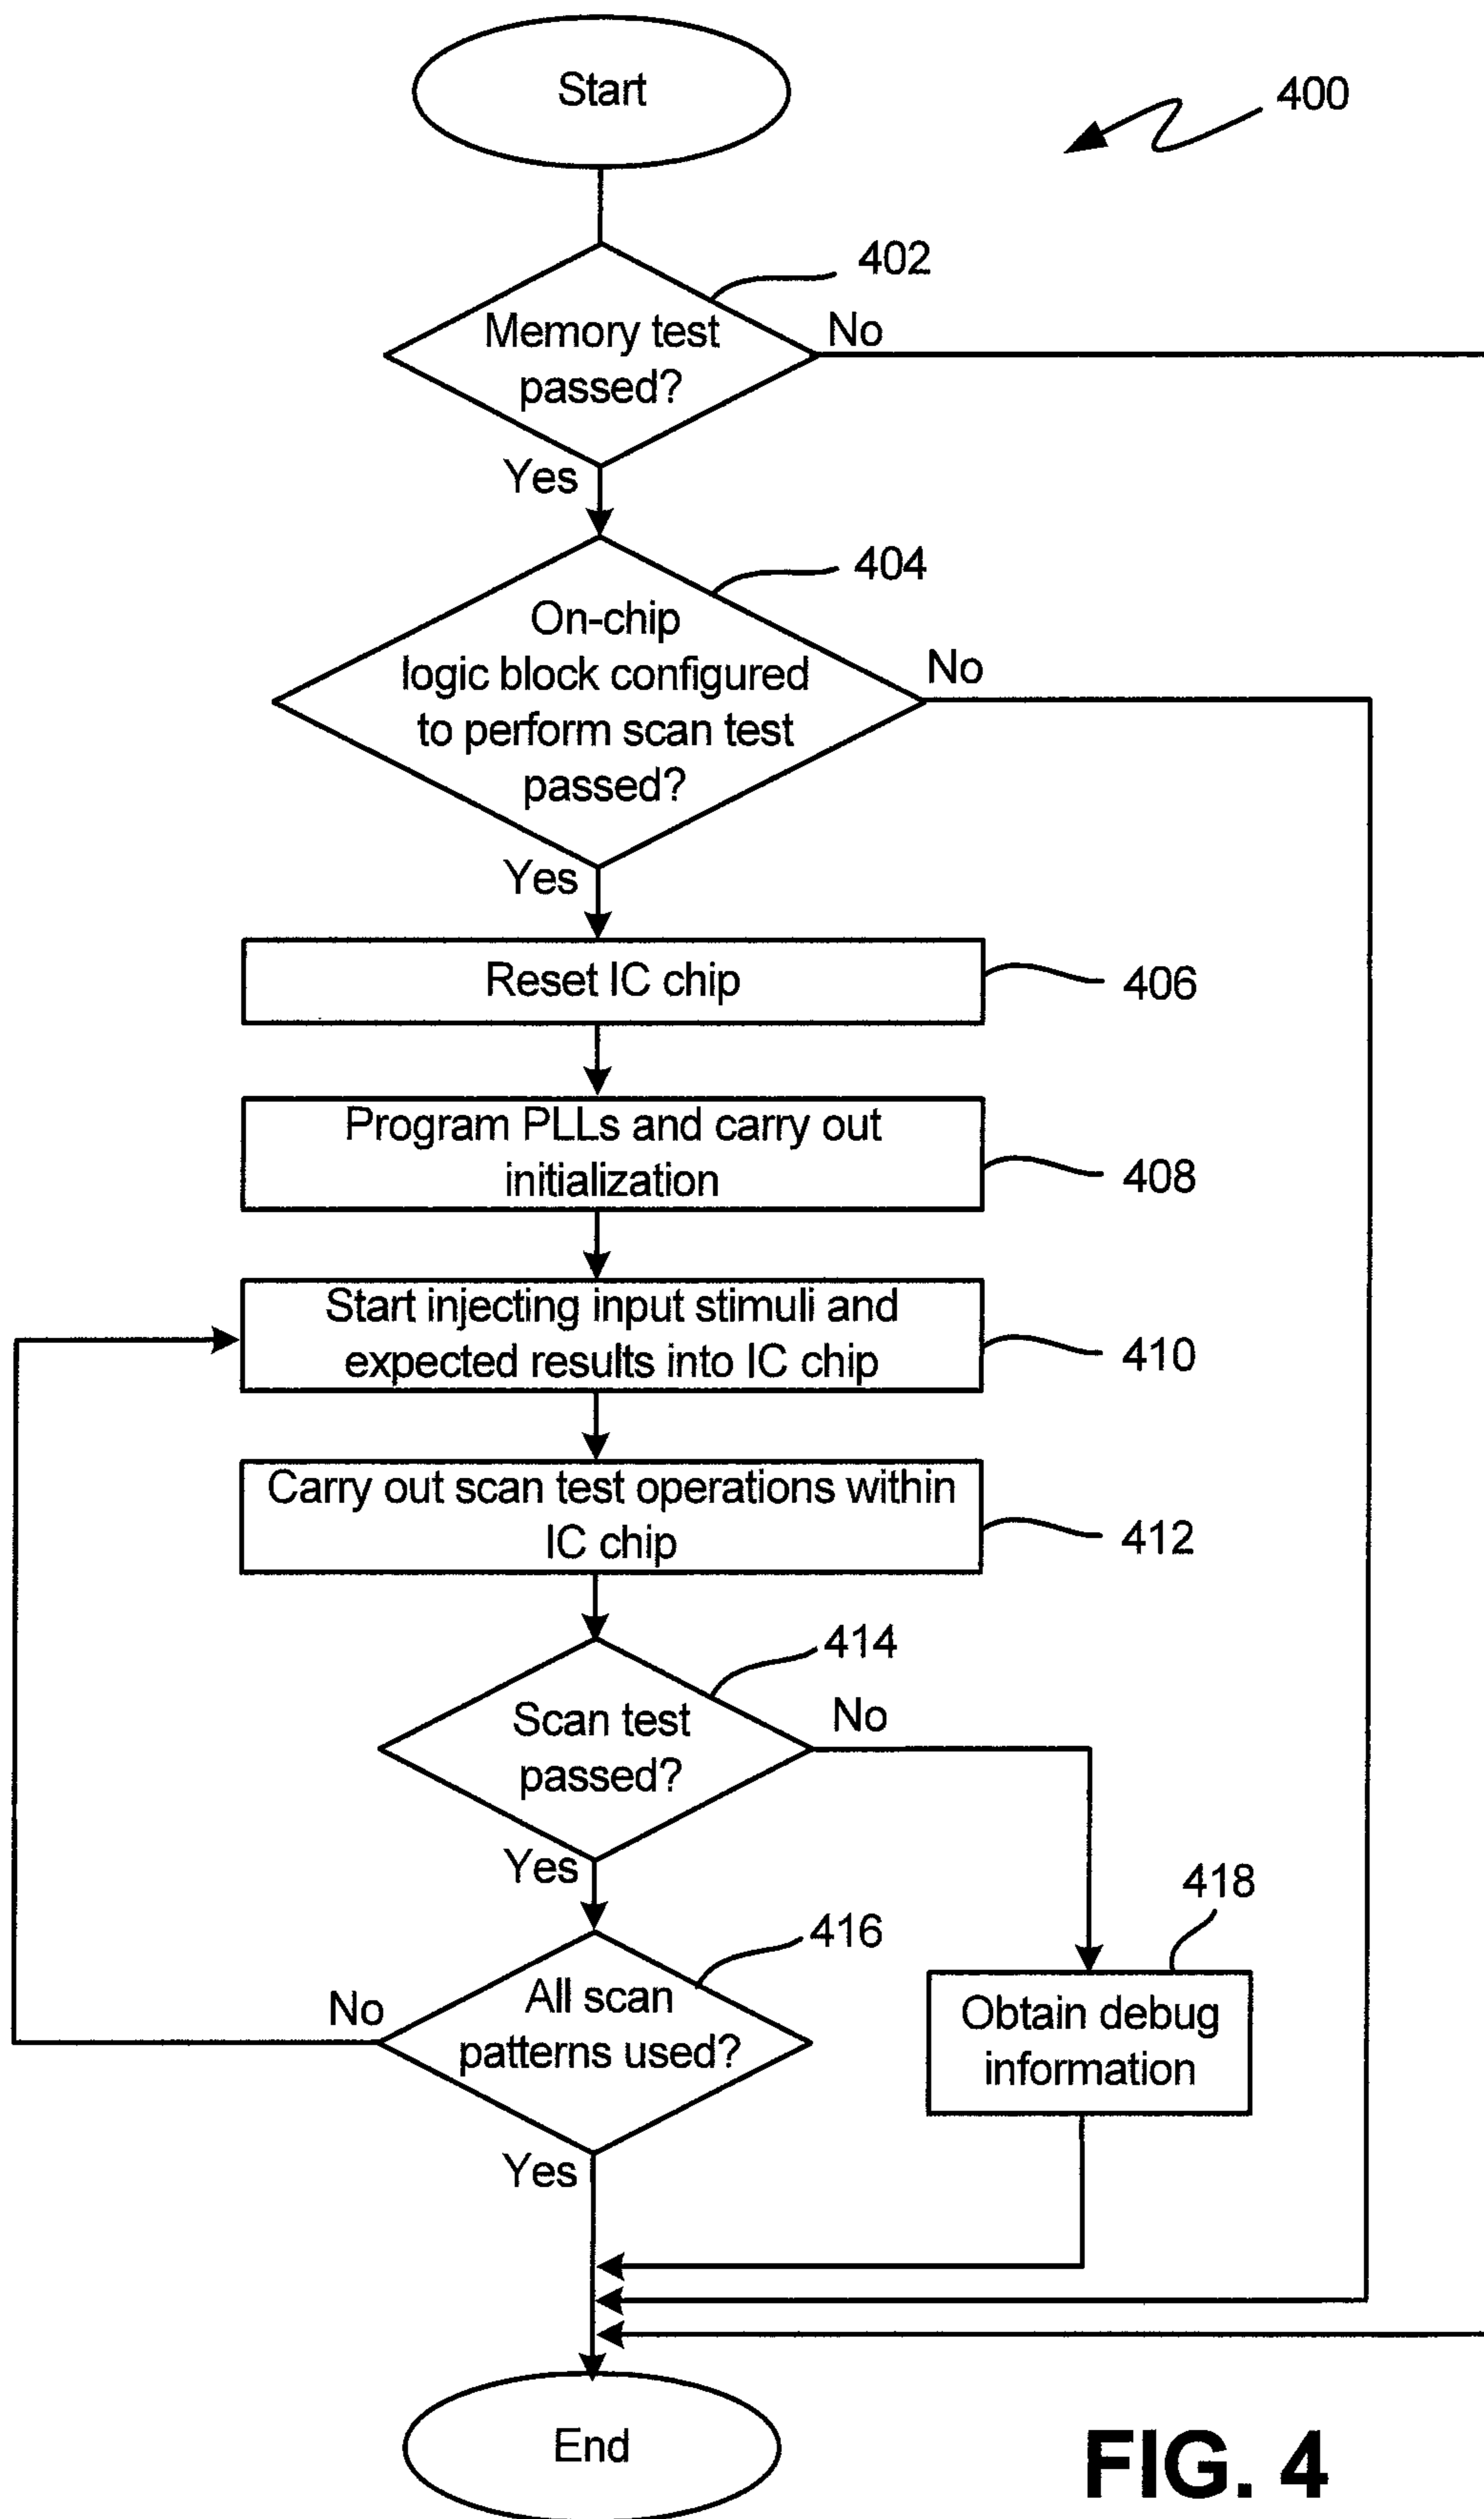 Start
400
402
Memory test
passed?
No
Yes
404
On-chip
logic block configured
to perform scan test
passed?
No
Yes
Reset IC chip
406
Program PLLs and carry out
initialization
408
Start injecting input stimuli and
expected results into IC chip
410
Carry out scan test operations within
IC chip
412
414
Scan test
passed?
No
Yes
418
416
All scan
patterns used?
No
Obtain debug
information
Yes
End
FIG. 4